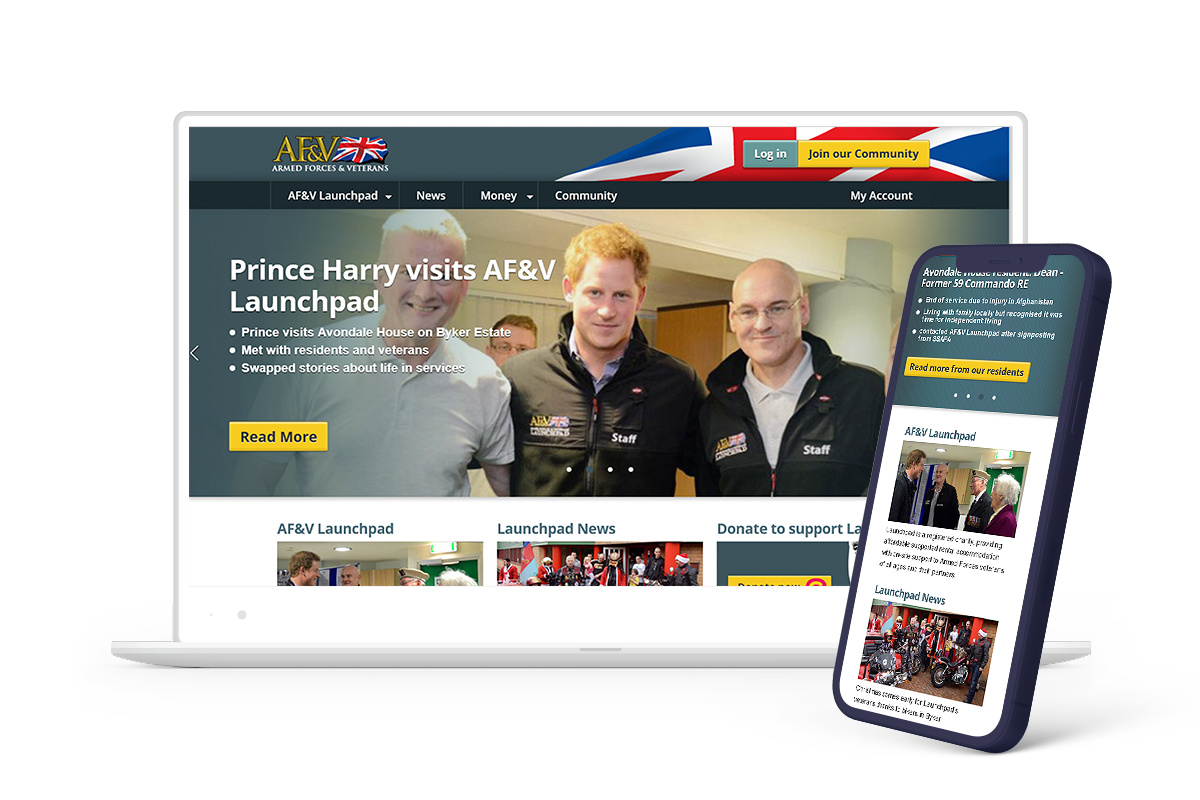 AF&V
ARMED FORCES & VETERANS
Log in
Join our Community
AF&V Launchpad
News
Money
Community
My Account
Prince Harry visits AF&V
Launchpad
Prince visits Avondale House on Byker Estate
Met with residents and veterans
Swapped stories about life in services
Read More
AF&V
LAUNCHPAD
Staff
AF&V
LAUNCHPAD
Staff
AF&V Launchpad
Launchpad News
Donate to support La
Donate now
Avondale House resident: Dean -
Former 59 Commando RE
End of service due to injury in Afghanistan
Living with family locally but recognised it was
time for independent living
contacted AF&V Launchpad after signposting
from SSAFA
Read more from our residents
AF&V Launchpad
Launchpad is a registered charity, providing
affordable supported rental accommodation
with on-site support to Armed Forces veterans
of all ages and their partners.
Launchpad News
Christmas comes early for Launchpad's
veterans thanks to bikers in Byker